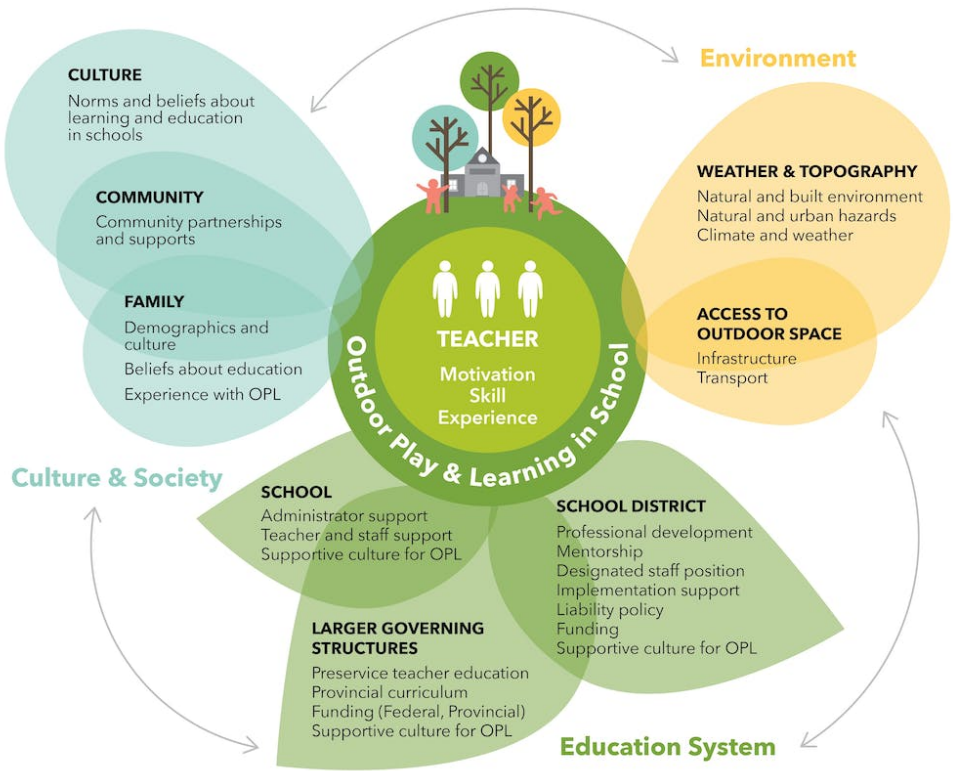 CULTURE
Norms and beliefs about
learning and education
in schools
COMMUNITY
Community partnerships
and supports
FAMILY
Demographics and
culture
Beliefs about education
Experience with OPL
Culture & Society
Environment
WEATHER & TOPOGRAPHY
Natural and built environment
Natural and urban hazards
Climate and weather
ACCESS TO
OUTDOOR SPACE
Infrastructure
Transport
TEACHER
Motivation
Skill
Experience
Outdoor Play & Learning in School
SCHOOL
Administrator support
Teacher and staff support
Supportive culture for OPL
LARGER GOVERNING
STRUCTURES
Preservice teacher education
Provincial curriculum
Funding (Federal, Provincial)
Supportive culture for OPL
SCHOOL DISTRICT
Professional development
Mentorship
Designated staff position
Implementation support
Liability policy
Funding
Supportive culture for OPL
Education System